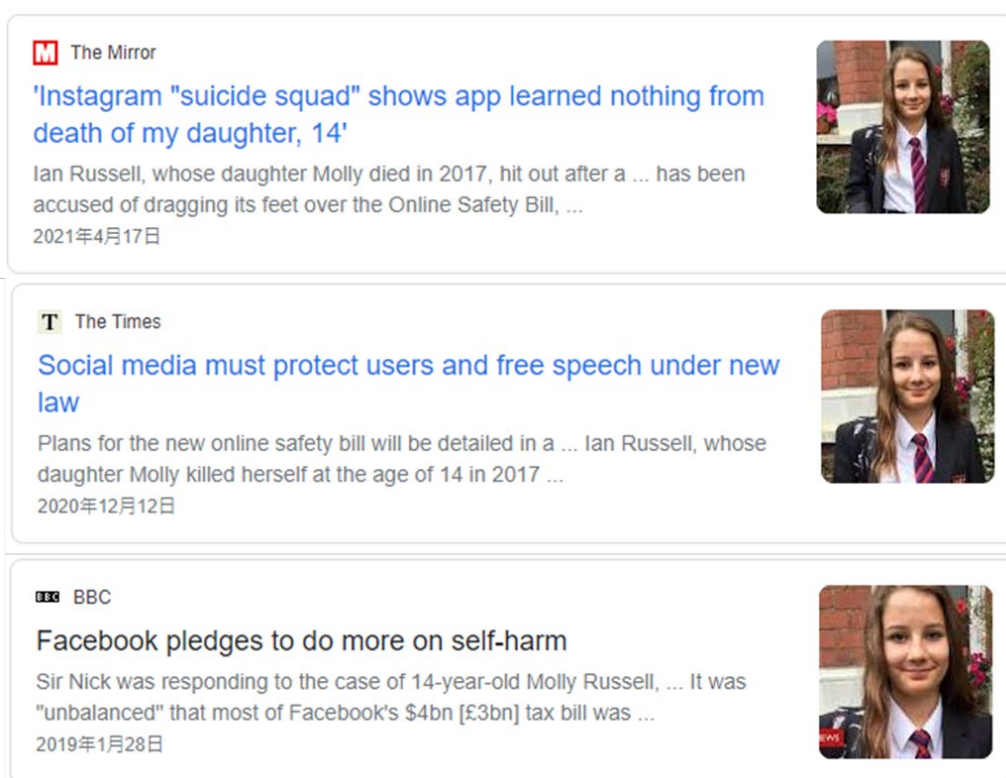 M The Mirror
'Instagram "suicide squad" shows app learned nothing from
death of my daughter, 14'
Ian Russell, whose daughter Molly died in 2017, hit out after a ... has been
accused of dragging its feet over the Online Safety Bill, ...
2021年4月17日
T The Times
Social media must protect users and free speech under new
law
Plans for the new online safety bill will be detailed in a ... Ian Russell, whose
daughter Molly killed herself at the age of 14 in 2017 ...
2020年12月12日
BBC BBC
Facebook pledges to do more on self-harm
Sir Nick was responding to the case of 14-year-old Molly Russell, ... It was
"unbalanced" that most of Facebook's $4bn [£3bn] tax bill was ...
EWS
2019年1月28日